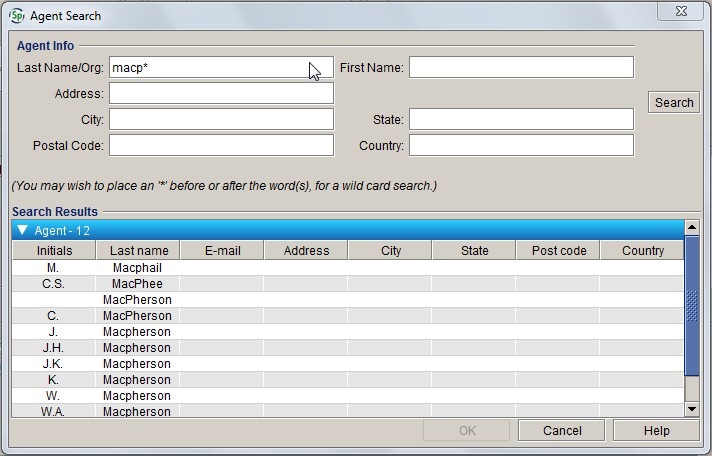 Sp Agent Search
Agent Info
Last Name/Org: macp* First Name:
Address:
Search
City: State:
Postal Code: Country:
(You may wish to place an '*' before or after the word(s), for a wild card search.)
Search Results
Agent - 12
Initials Last name E-mail Address City State Post code Country
M. Macphail
C.S. MacPhee
MacPherson
C. MacPherson
J. Macpherson
J.H. Macpherson
J.K. Macpherson
K. Macpherson
W. Macpherson
W.A. Macpherson
OK Cancel Help